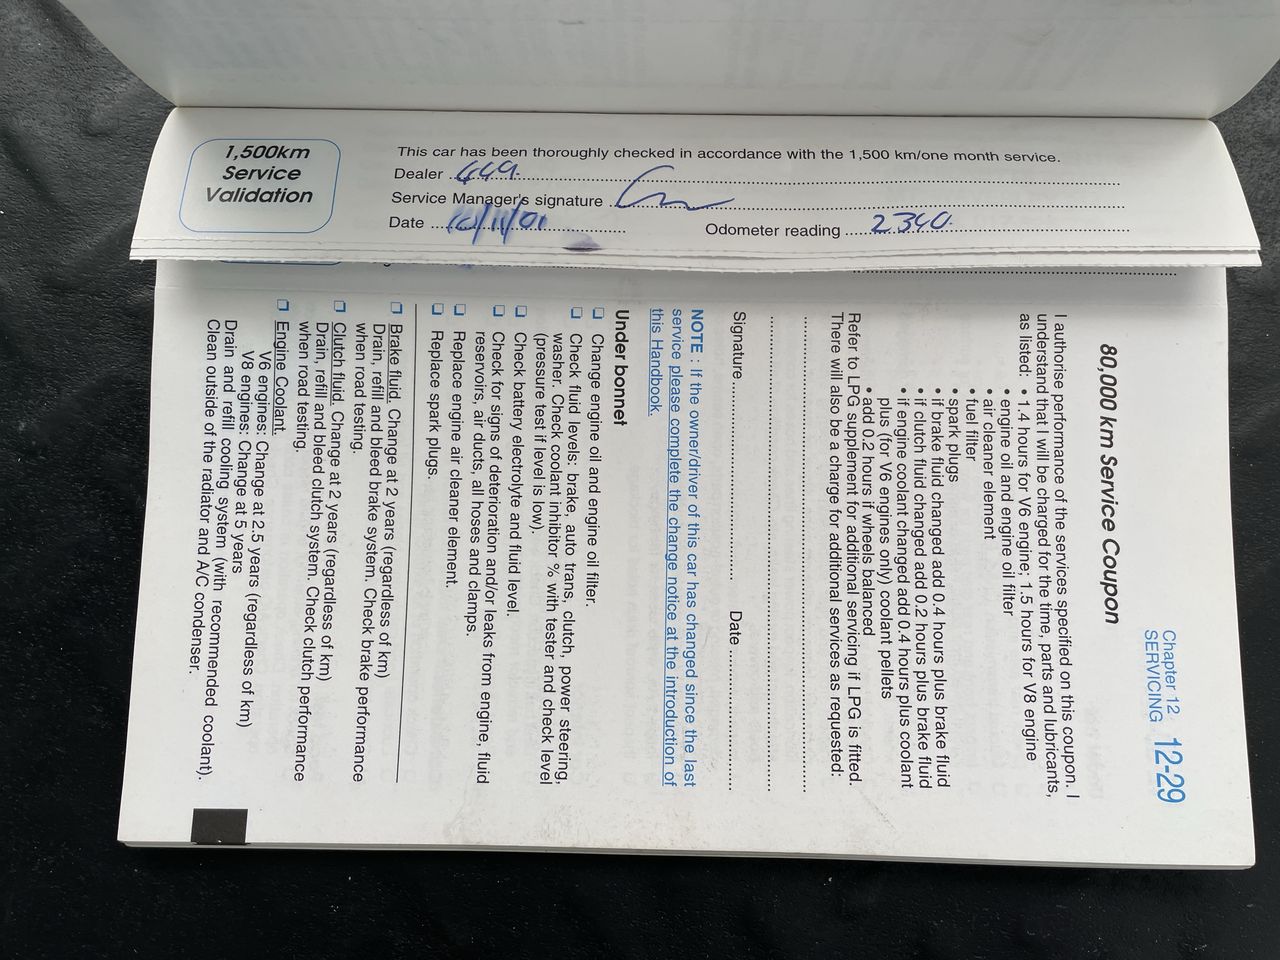 1,500km
Service
Validation
This car has been thoroughly checked in accordance with the 1,500 km/one month service.
Dealer 449.
Service Manager's signature
Date 10/11/01 Odometer reading 2340.
Chapter 12
SERVICING 12-29
80,000 km Service Coupon
I authorise performance of the services specified on this coupon. I
understand that I will be charged for the time, parts and lubricants,
as listed: • 1.4 hours for V6 engine; 1.5 hours for V8 engine
• engine oil and engine oil filter
• air cleaner element
• fuel filter
• spark plugs
• if brake fluid changed add 0.4 hours plus brake fluid
• if clutch fluid changed add 0.2 hours plus brake fluid
• if engine coolant changed add 0.4 hours plus coolant
plus (for V6 engines only) coolant pellets
• add 0.2 hours if wheels balanced
Refer to LPG supplement for additional servicing if LPG is fitted.
There will also be a charge for additional services as requested:
Signature Date
NOTE : If the owner/driver of this car has changed since the last
service please complete the change notice at the introduction of
this Handbook.
Under bonnet
❑ Change engine oil and engine oil filter.
❑ Check fluid levels: brake, auto trans, clutch, power steering,
washer. Check coolant inhibitor % with tester and check level
(pressure test if level is low).
❑ Check battery electrolyte and fluid level.
❑ Check for signs of deterioration and/or leaks from engine, fluid
reservoirs, air ducts, all hoses and clamps.
❑ Replace engine air cleaner element.
❑ Replace spark plugs.
❑ Brake fluid. Change at 2 years (regardless of km)
Drain, refill and bleed brake system. Check brake performance
when road testing.
❑ Clutch fluid. Change at 2 years (regardless of km)
Drain, refill and bleed clutch system. Check clutch performance
when road testing.
❑ Engine Coolant.
V6 engines: Change at 2.5 years (regardless of km)
V8 engines: Change at 5 years
Drain and refill cooling system (with recommended coolant).
Clean outside of the radiator and A/C condenser.